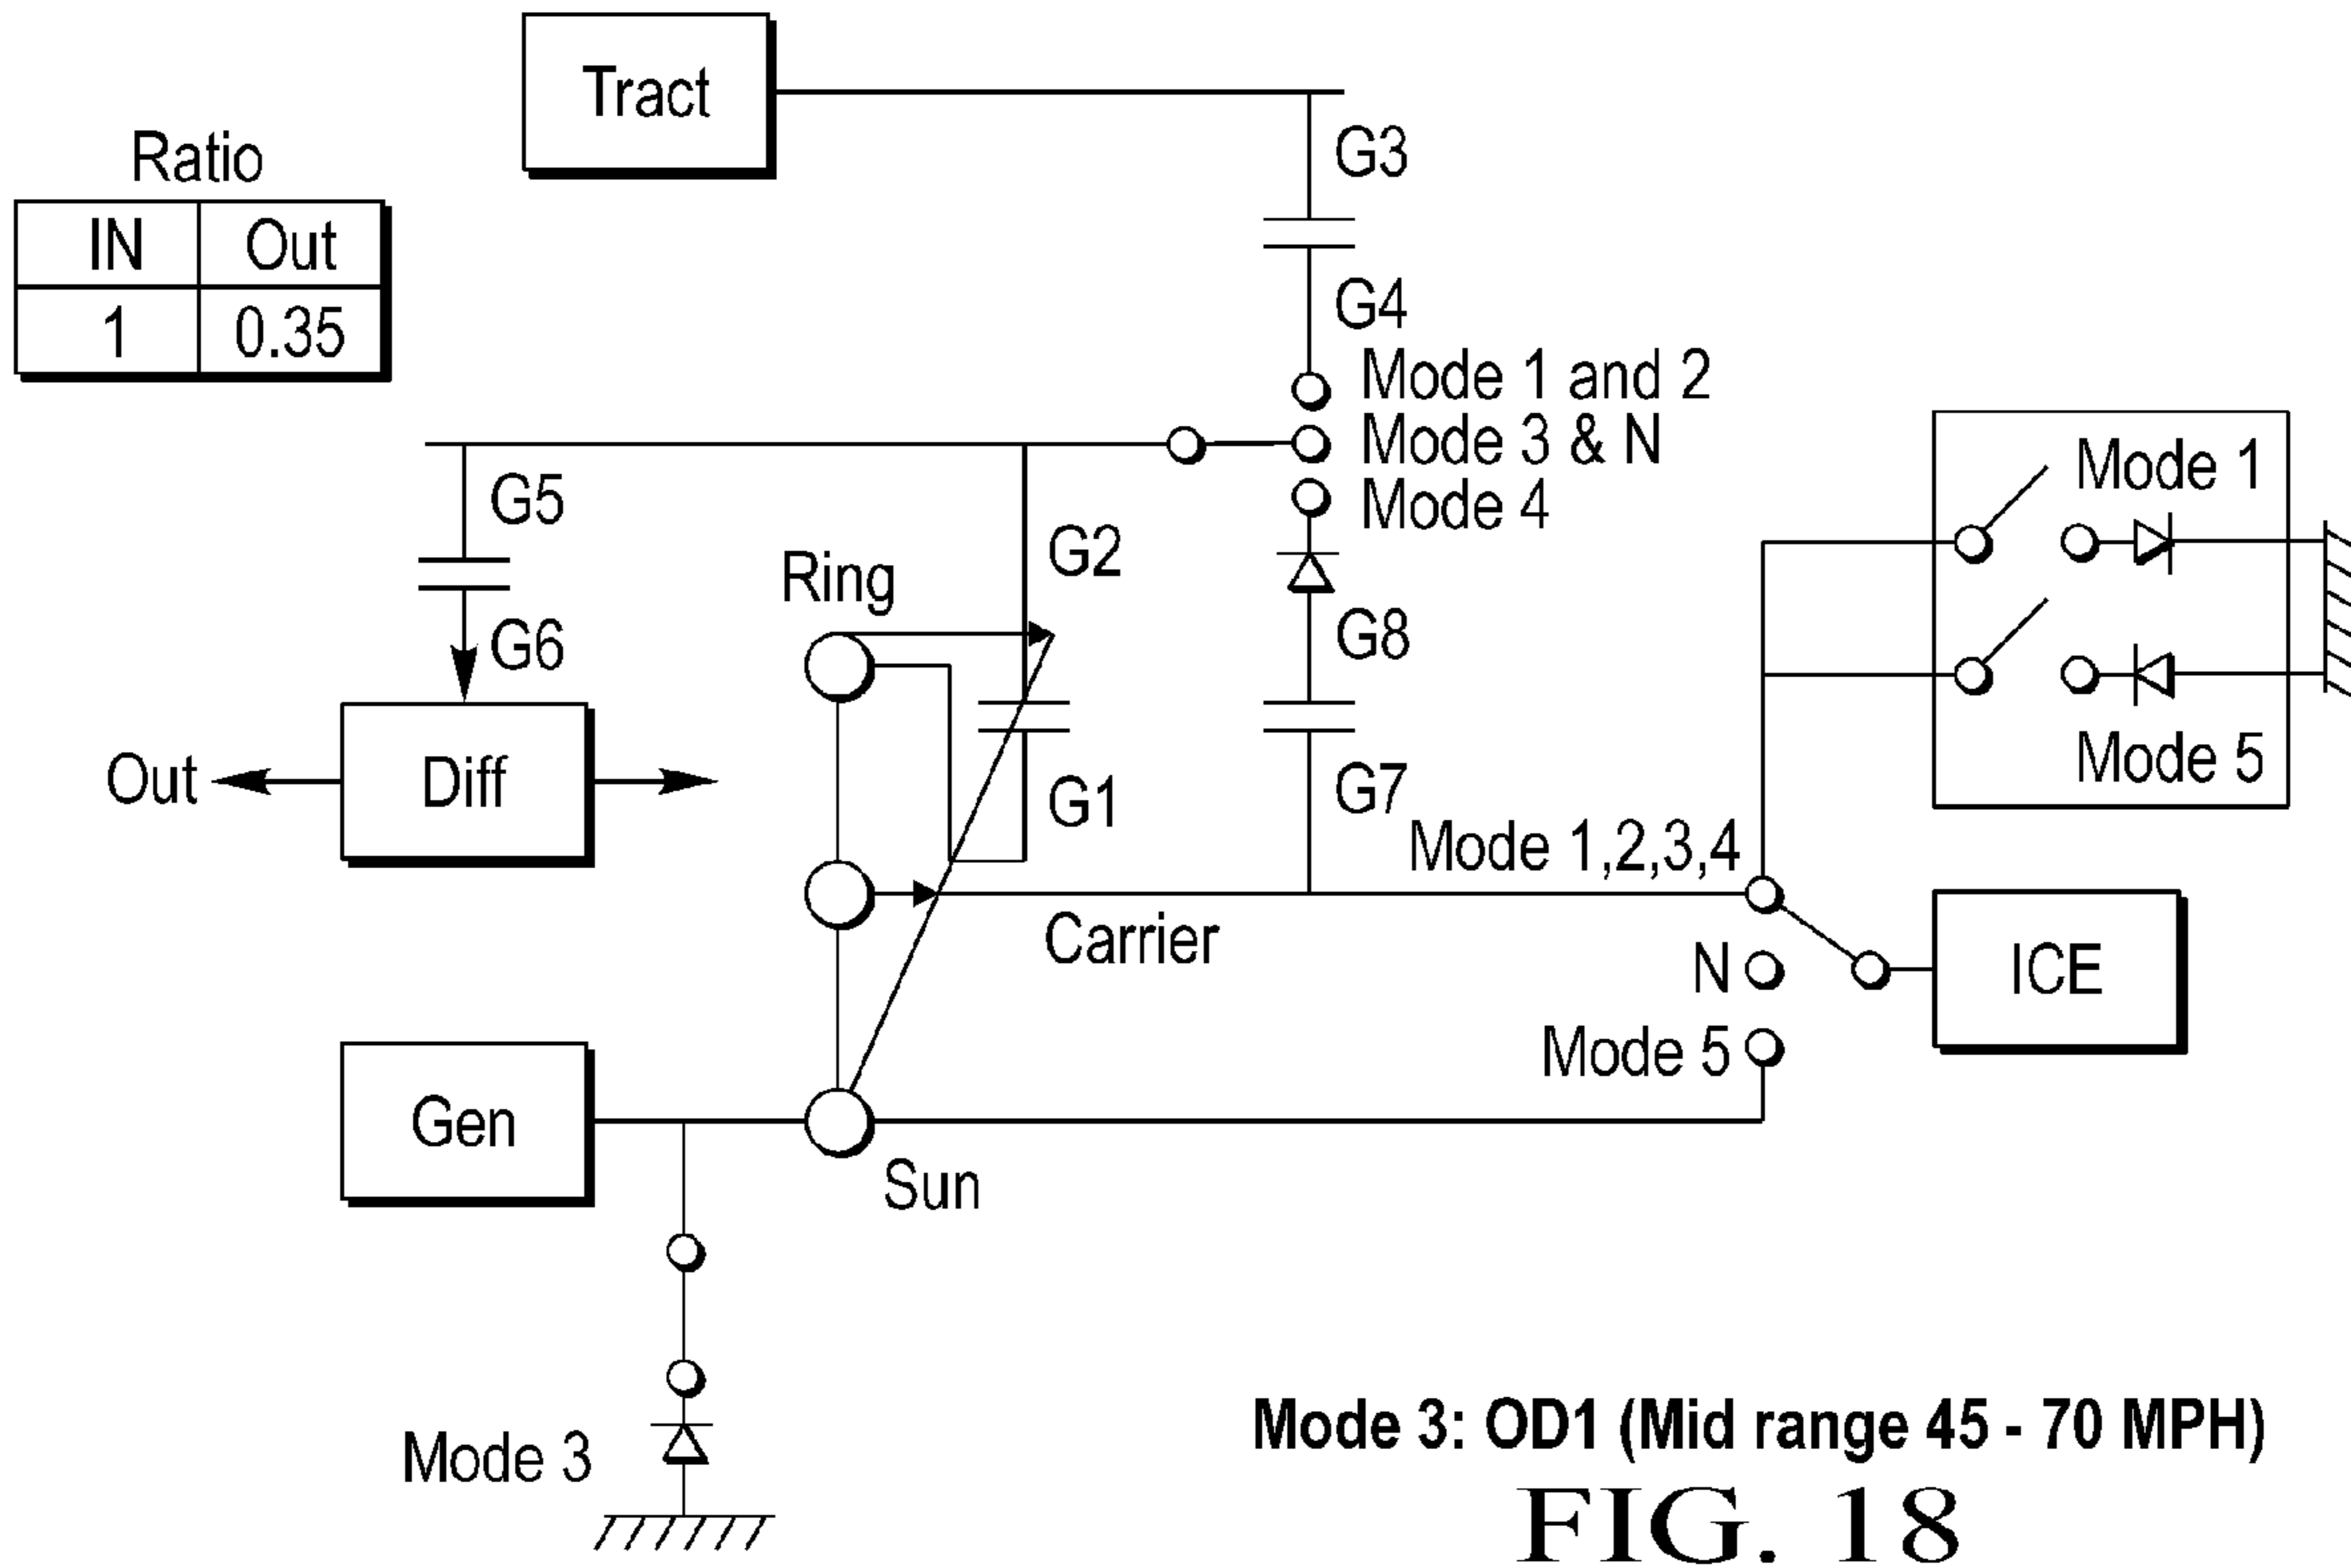 Tract
Ratio
IN Out
1 0.35
G3
G4
Mode 1 and 2
Mode 3 & N
Mode 4
G5
G6
G2
Ring
G8
Mode 1
Mode 5
Out
Diff
G1
G7
Mode 1,2,3,4
Carrier
N
ICE
Mode 5
Gen
Sun
Mode 3
Mode 3: OD1 (Mid range 45 - 70 MPH)
FIG. 18